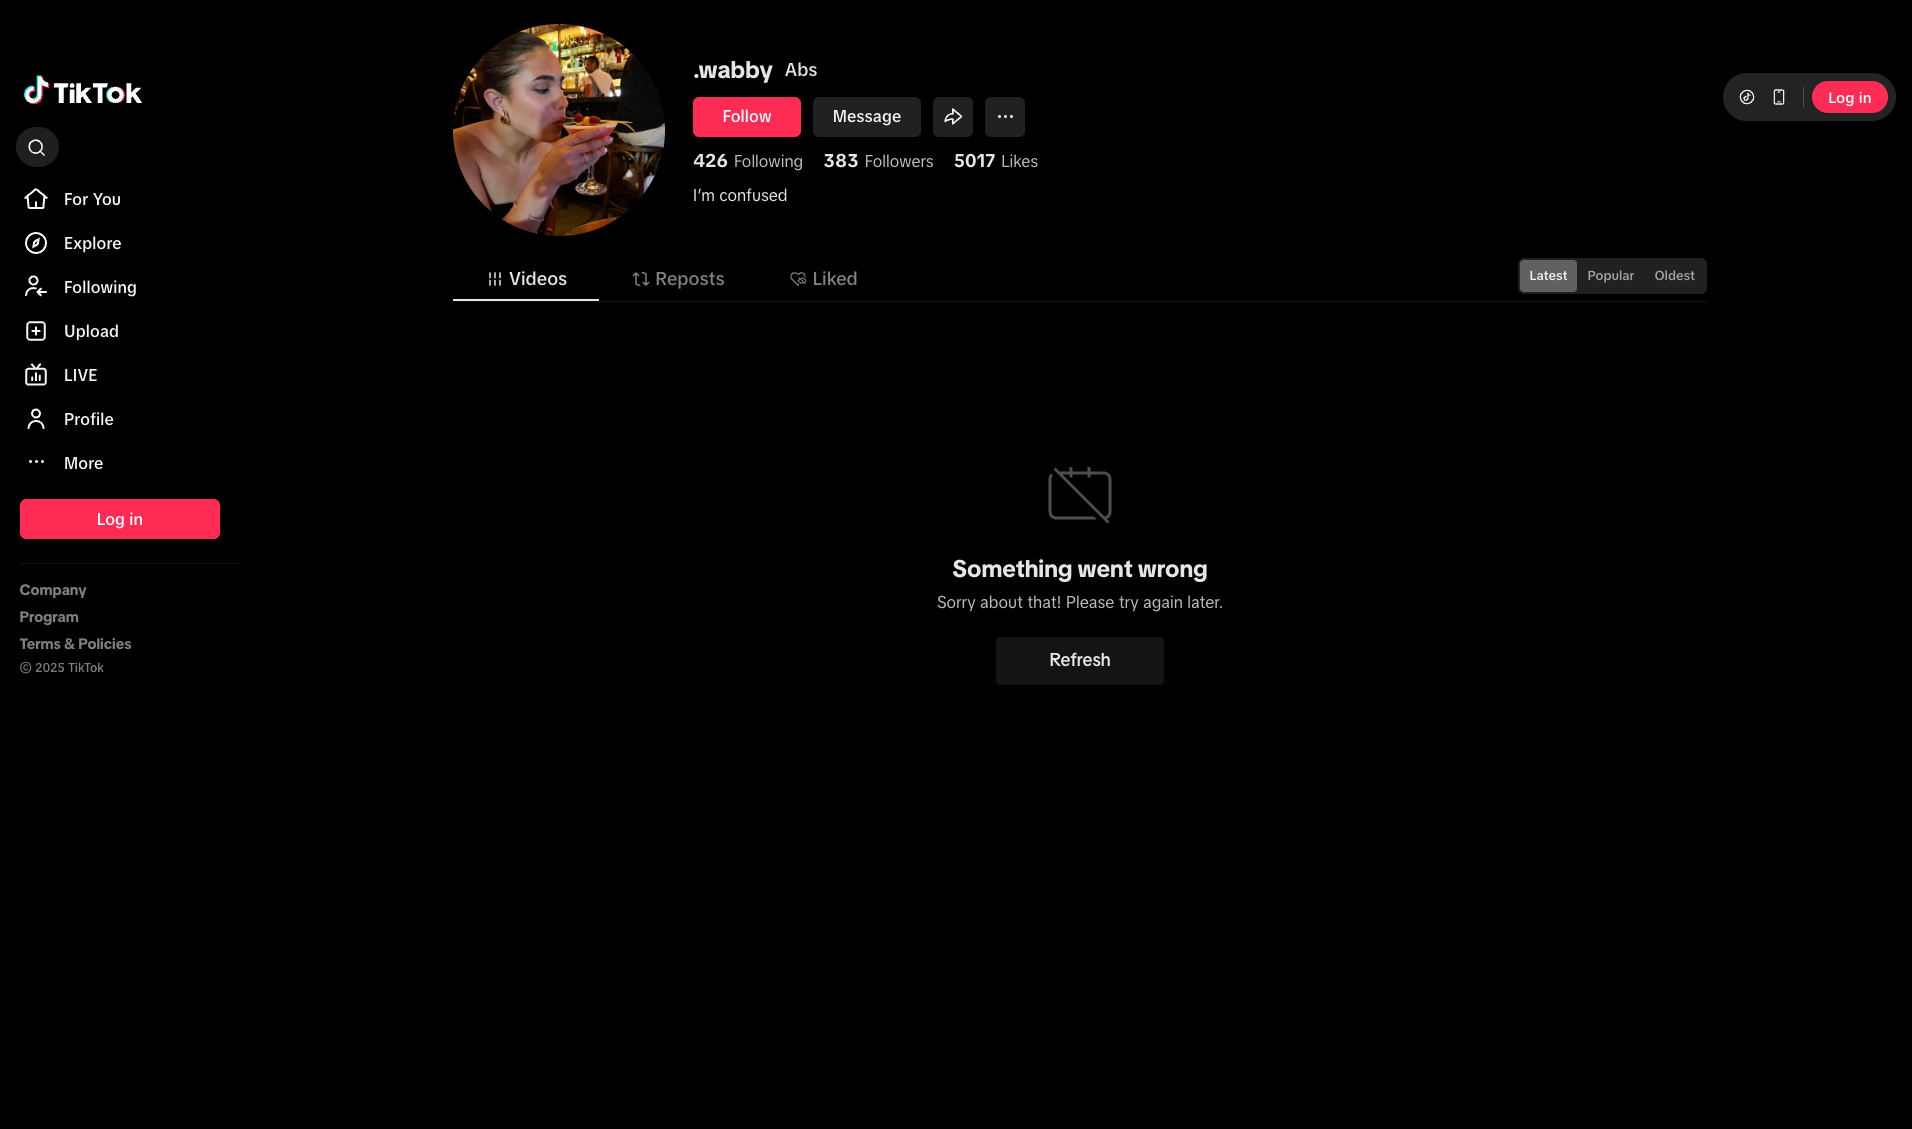 TikTok
For You
Explore
Following
Upload
LIVE
Profile
More
Log in
Company
Program
Terms & Policies
© 2025 TikTok
.wabby Abs
Follow Message
426 Following 383 Followers 5017 Likes
I'm confused
Videos Reposts Liked
Latest Popular Oldest
Something went wrong
Sorry about that! Please try again later.
Refresh
Log in